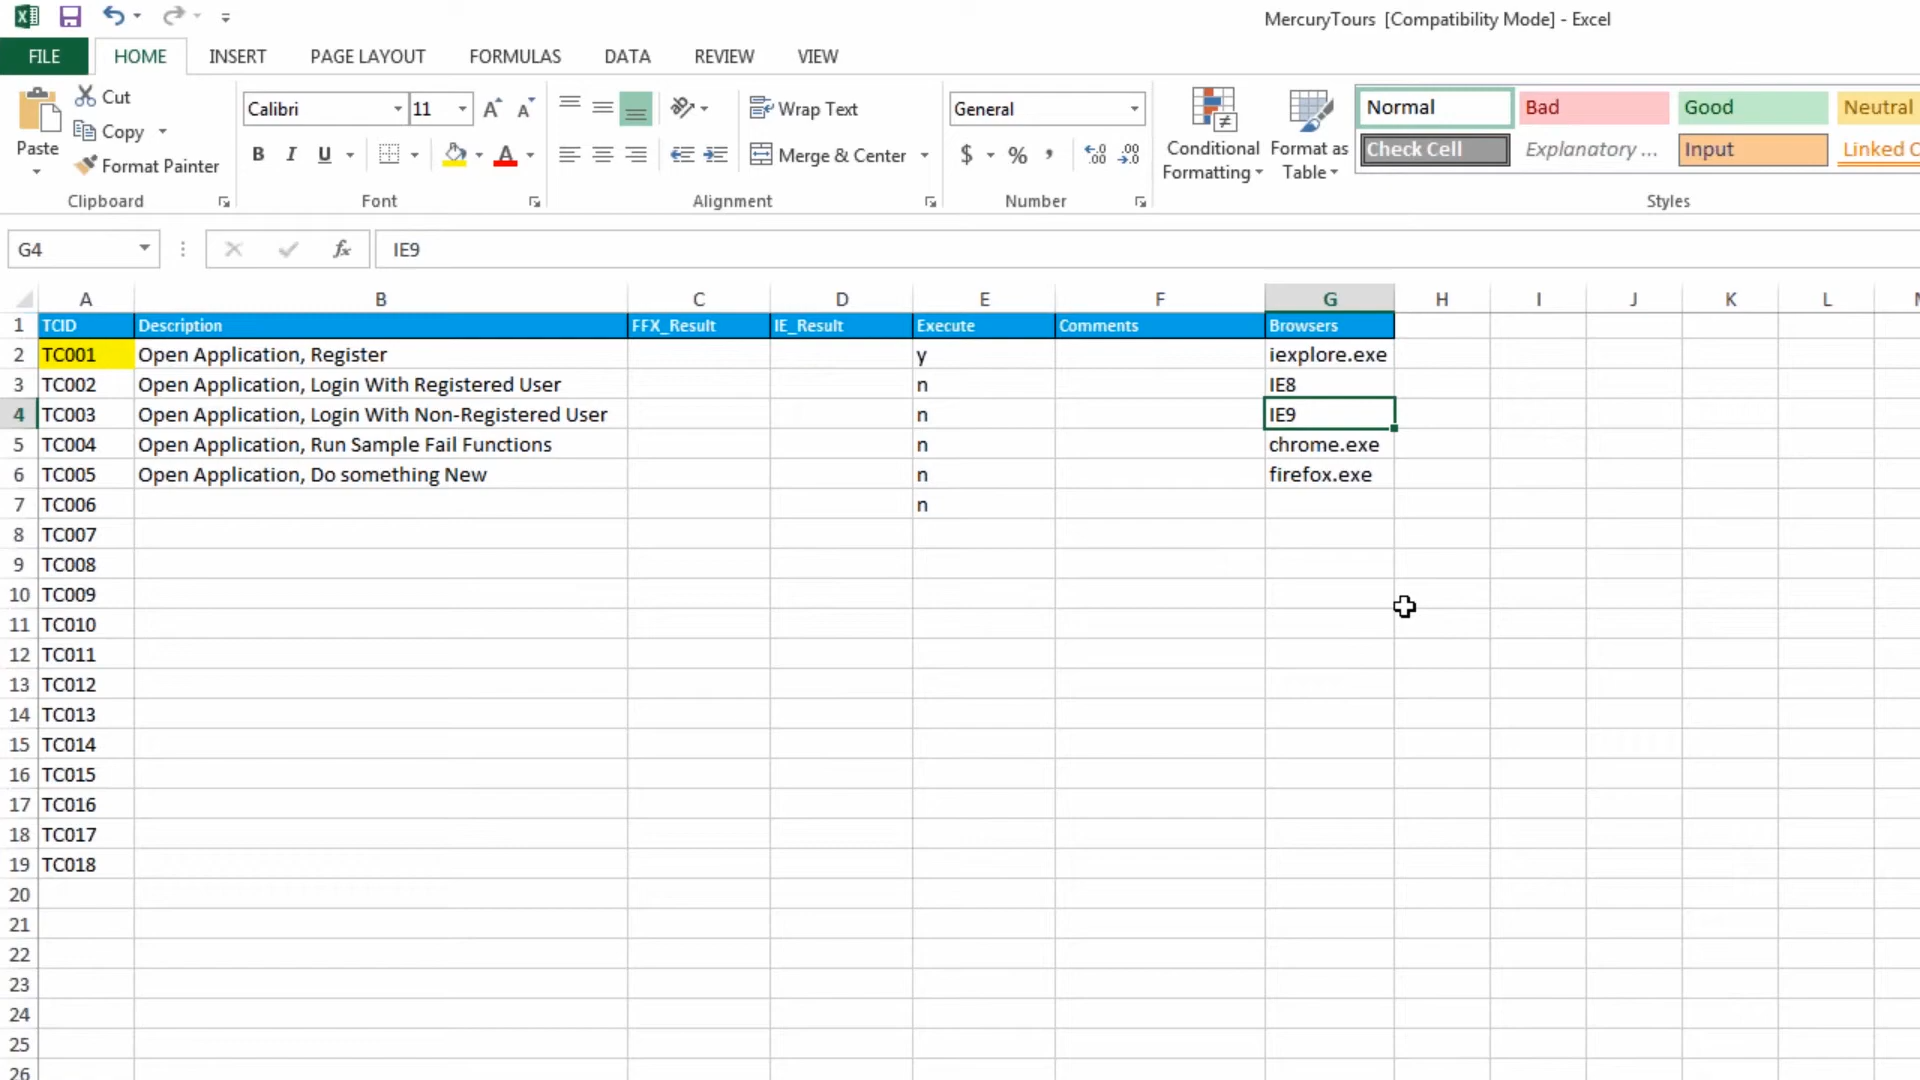 MercuryTours [Compatibility Mode] - Excel
FILE HOME INSERT PAGE LAYOUT FORMULAS DATA REVIEW VIEW
Paste
Cut
Copy
Format Painter
Clipboard
Calibri 11
B I U
Font
Wrap Text
Merge & Center
Alignment
General
$ % ,
Number
Conditional Formatting
Format as Table
Normal Bad Good Neutral
Check Cell Explanatory ... Input Linked C
Styles
G4 fx IE9
A B C D E F G H I J K L
1 TCID Description FFX_Result IE_Result Execute Comments Browsers
2 TC001 Open Application, Register y iexplore.exe
3 TC002 Open Application, Login With Registered User n IE8
4 TC003 Open Application, Login With Non-Registered User n IE9
5 TC004 Open Application, Run Sample Fail Functions n chrome.exe
6 TC005 Open Application, Do something New n firefox.exe
7 TC006 n
8 TC007
9 TC008
10 TC009
11 TC010
12 TC011
13 TC012
14 TC013
15 TC014
16 TC015
17 TC016
18 TC017
19 TC018
20
21
22
23
24
25
26